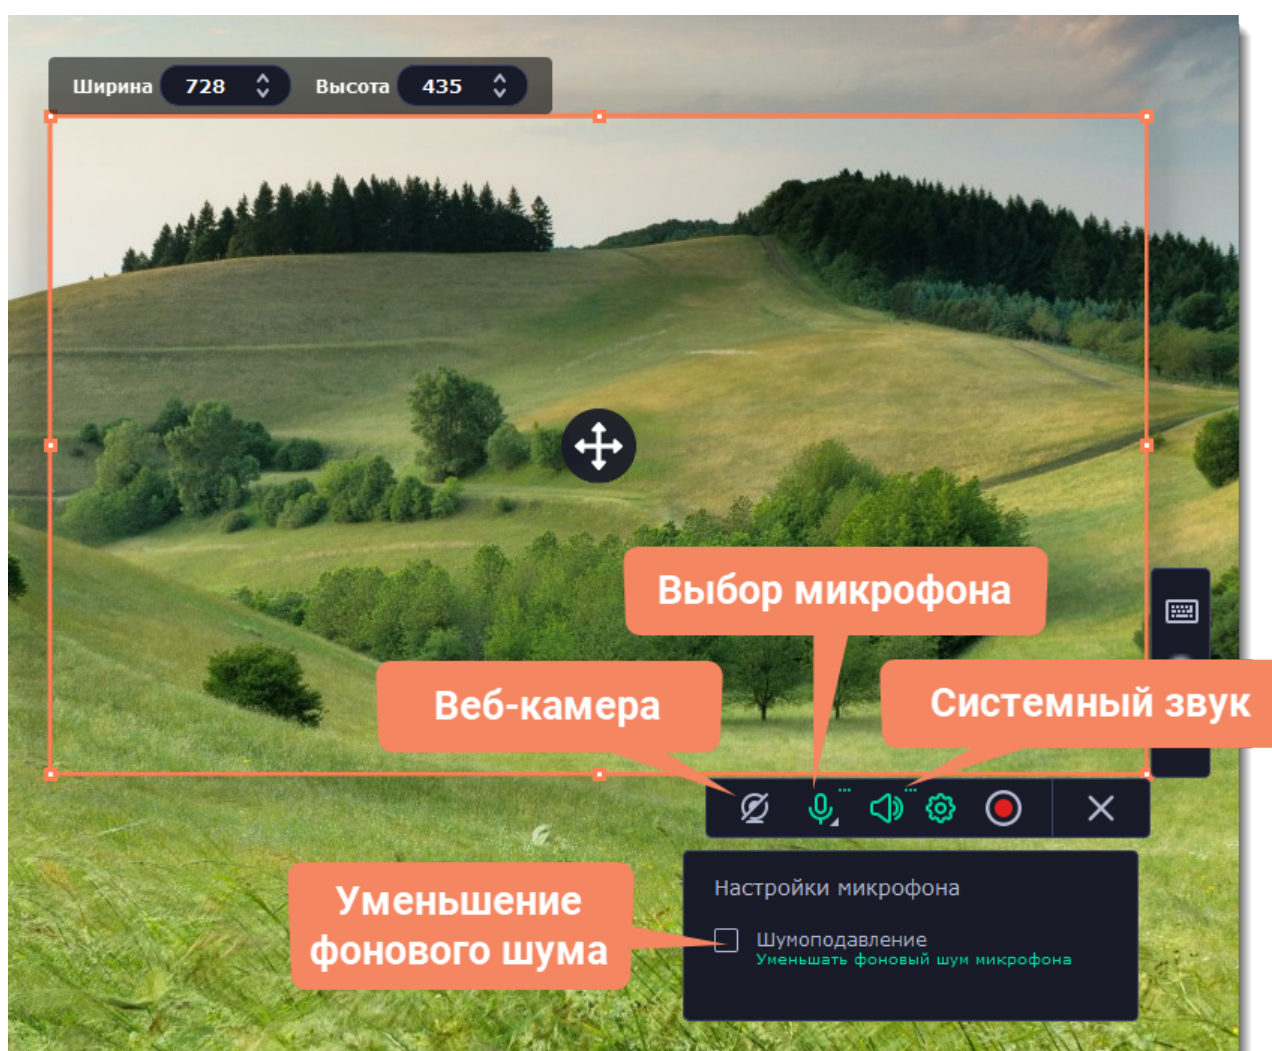 Ширина 728 Высота 435
Выбор микрофона
Веб-камера
Системный звук
Уменьшение
фонового шума
Настройки микрофона
Шумоподавление
Уменьшать фоновый шум микрофона